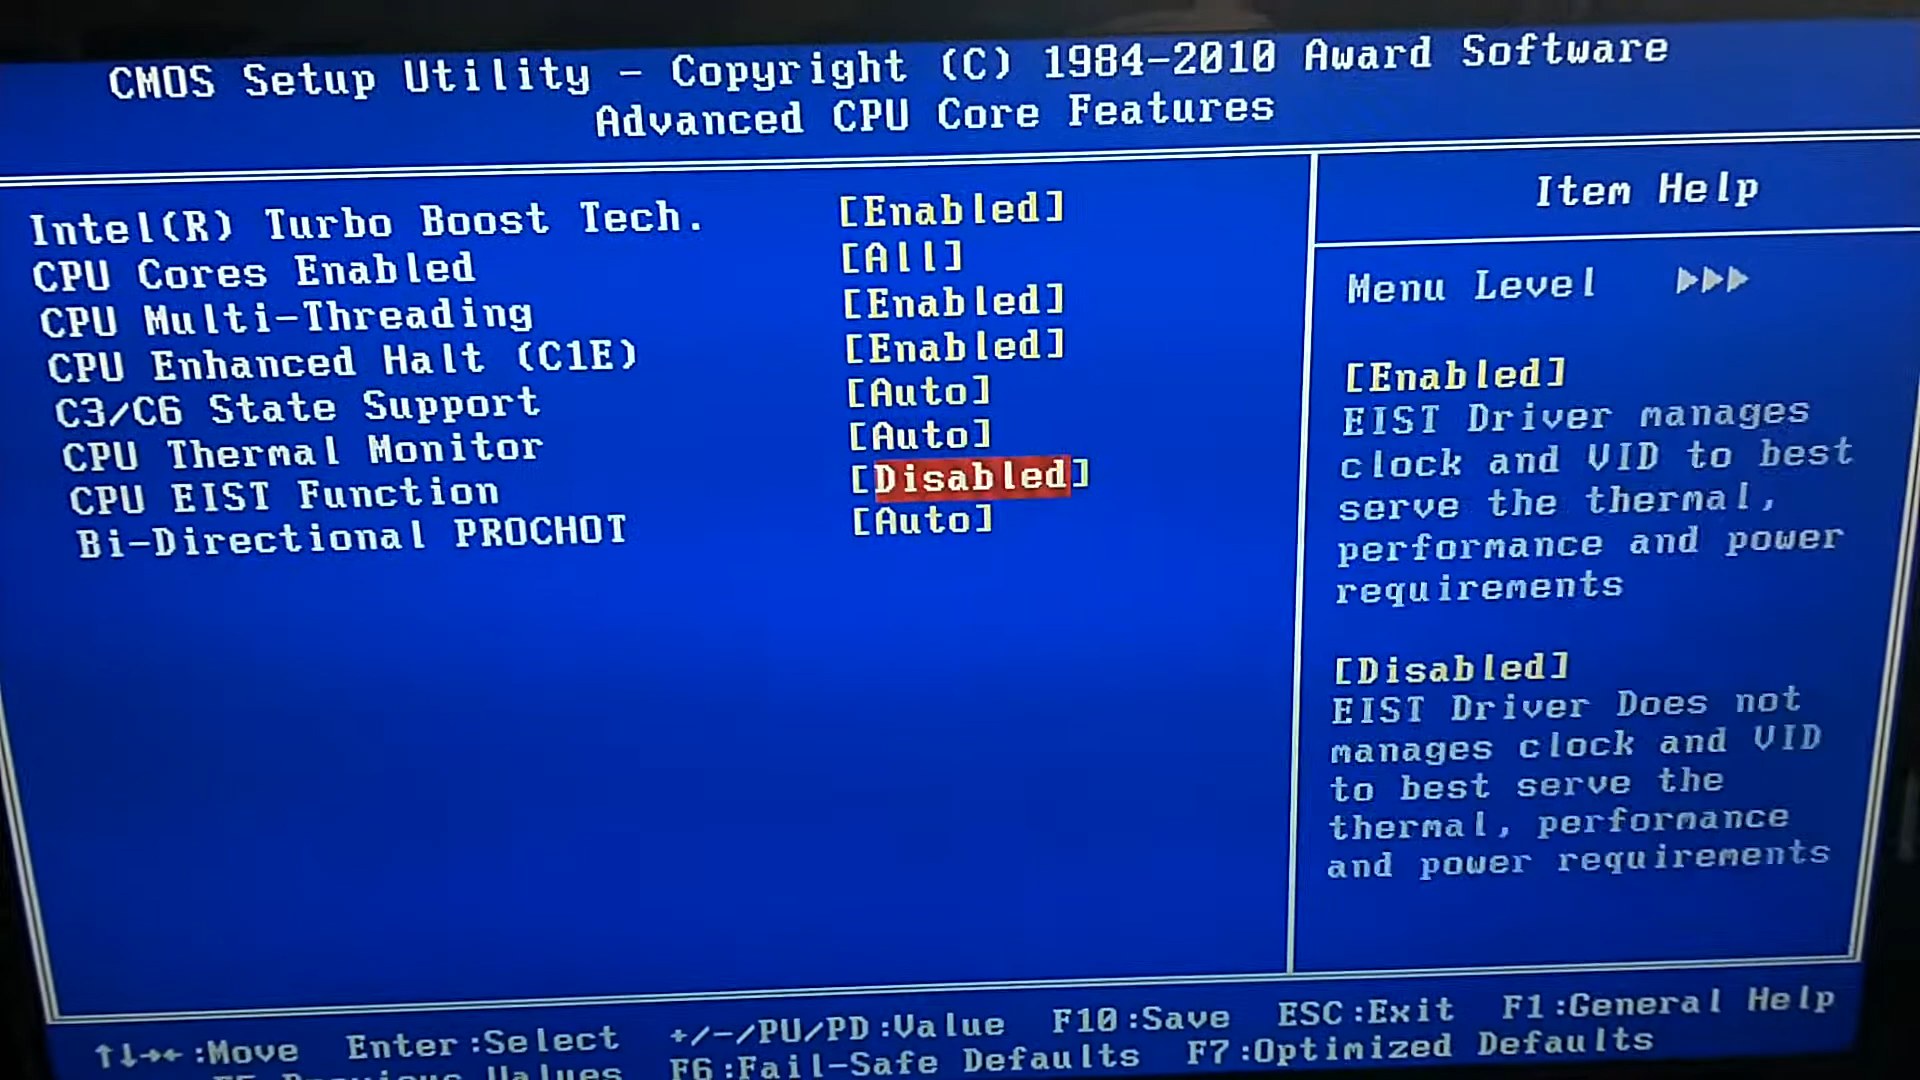 CMOS Setup Utility - Copyright (C) 1984-2010 Award Software
Advanced CPU Core Features
Intel(R) Turbo Boost Tech. [Enabled]
CPU Cores Enabled [All]
CPU Multi-Threading [Enabled]
CPU Enhanced Halt (C1E) [Enabled]
C3/C6 State Support [Auto]
CPU Thermal Monitor [Auto]
CPU EIST Function [Disabled]
Bi-Directional PROCHOT [Auto]
Item Help
Menu Level ▶▶▶
[Enabled]
EIST Driver manages
clock and VID to best
serve the thermal,
performance and power
requirements
[Disabled]
EIST Driver Does not
manages clock and VID
to best serve the
thermal, performance
and power requirements
↑↓→←:Move Enter:Select +/-/PU/PD:Value F10:Save ESC:Exit F1:General Help
F5:Previous Values F6:Fail-Safe Defaults F7:Optimized Defaults